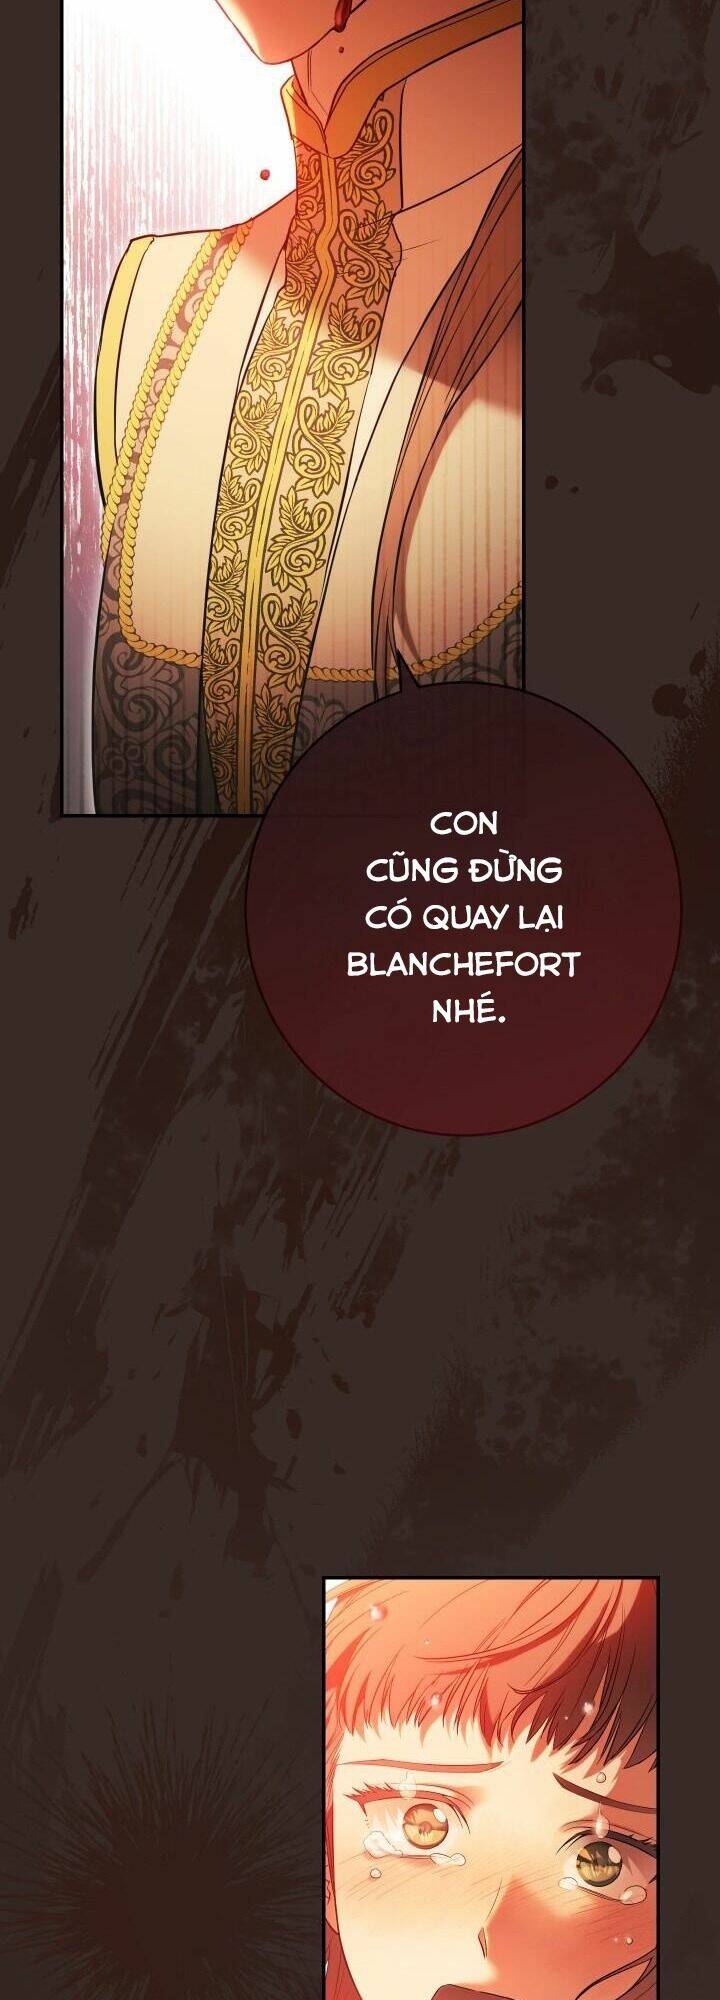 CON
CŨNG ĐỪNG
CÓ QUAY LẠI
BLANCHEFORT
NHÉ.